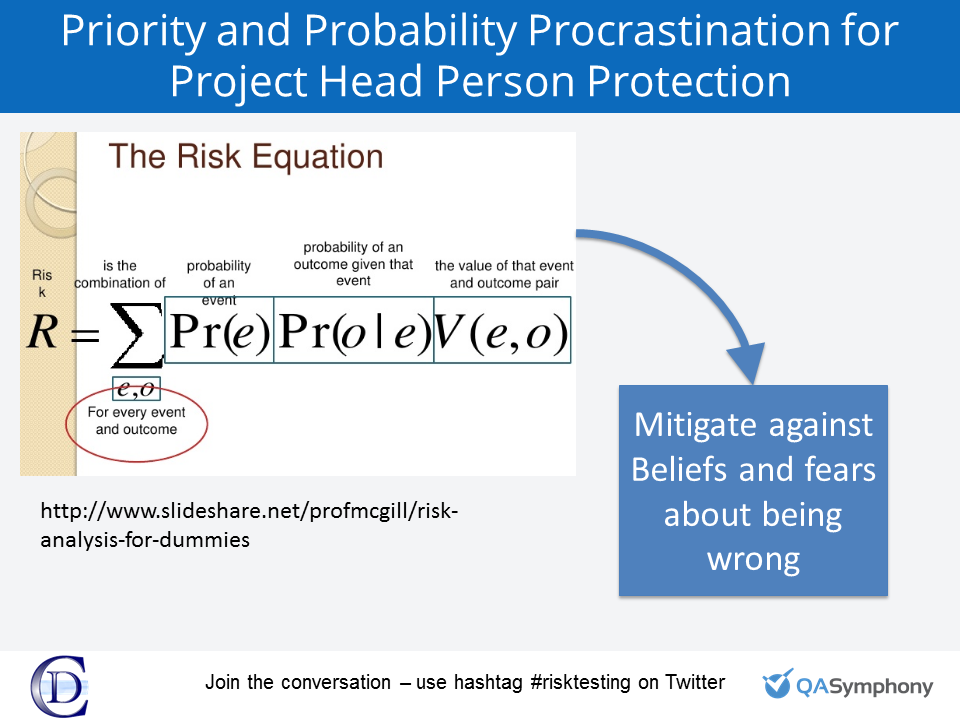 Priority and Probability Procrastination for
Project Head Person Protection
The Risk Equation
Ris
k
is the
combination of
probability
of an
event
probability of an
outcome given that
event
the value of that event
and outcome pair
R = ∑ Pr(e) Pr(o | e) V(e, o)
e,o
For every event
and outcome
Mitigate against
Beliefs and fears
about being
wrong
http://www.slideshare.net/profmcgill/risk-
analysis-for-dummies
CD
Join the conversation – use hashtag #risktesting on Twitter
QASymphony